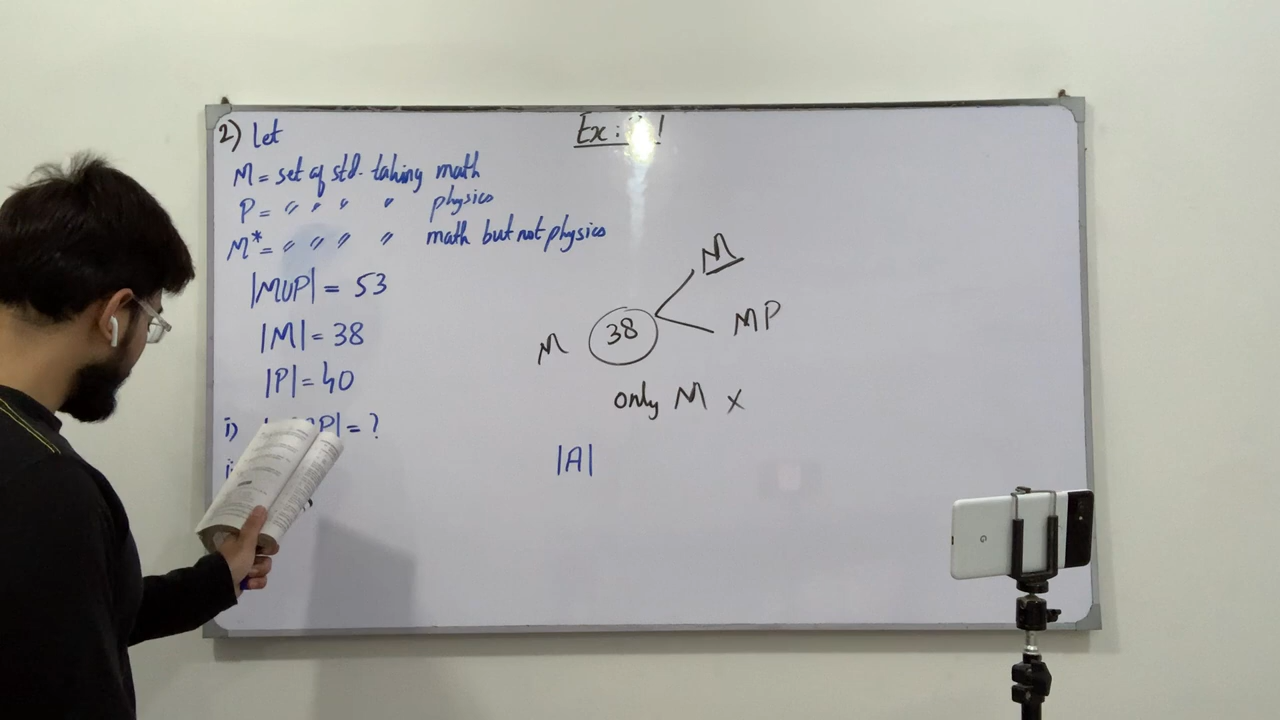 2) Let
Ex:
M = set of std. taking math
P = " " " " physics
M* = " " " " math but not physics
|M∪P| = 53
|M| = 38
|P| = 40
i) P| = ?
M 38 M
MP
only M x
|A|
G